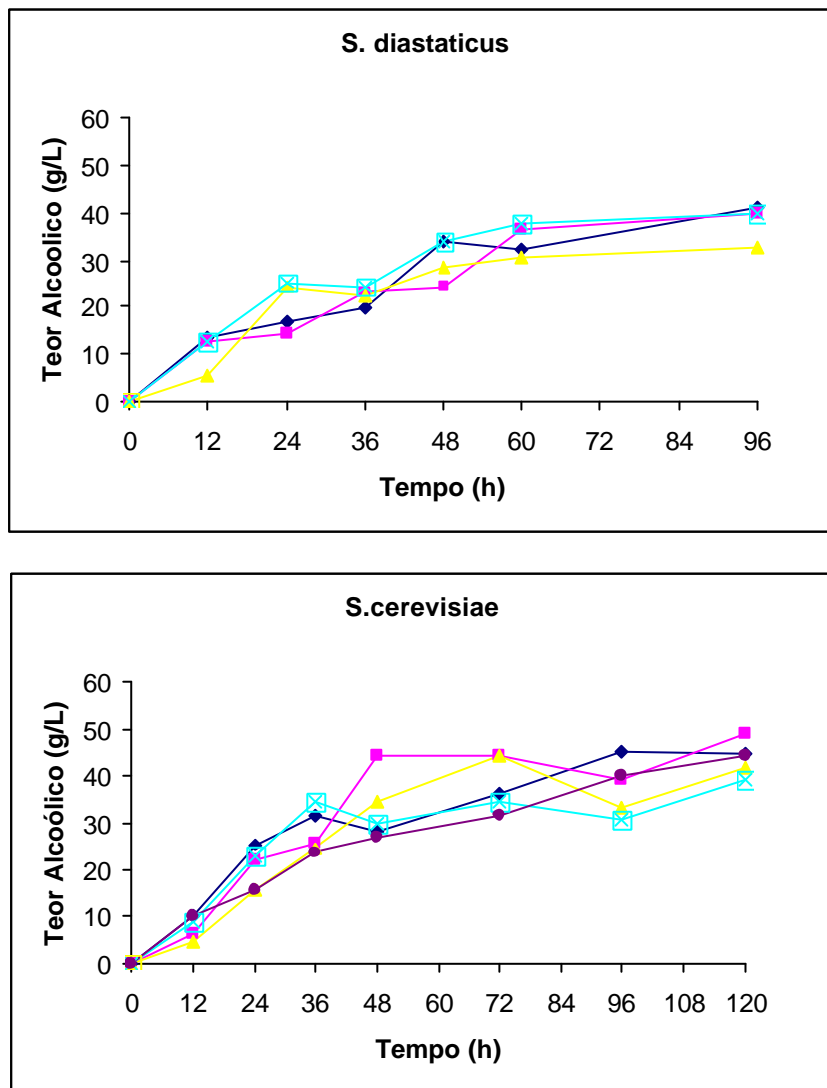 S. diastaticus
60
50
40
30
20
10
0
Teor Alcoolico (g/L)
0 12 24 36 48 60 72 84 96
Tempo (h)
S.cerevisiae
60
50
40
30
20
10
0
Teor Alcoólico (g/L)
0 12 24 36 48 60 72 84 96 108 120
Tempo (h)